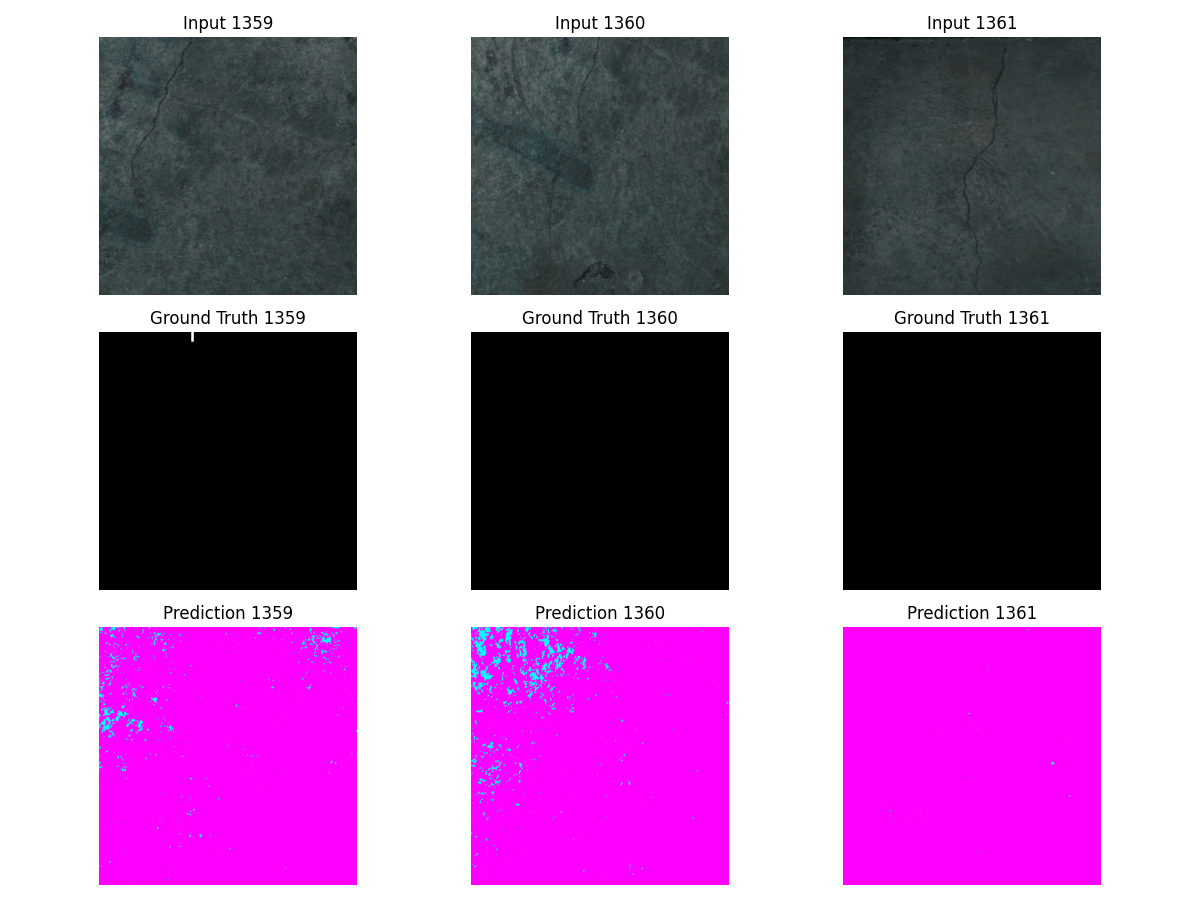 Input 1359
Input 1360
Input 1361
Ground Truth 1359
Ground Truth 1360
Ground Truth 1361
Prediction 1359
Prediction 1360
Prediction 1361